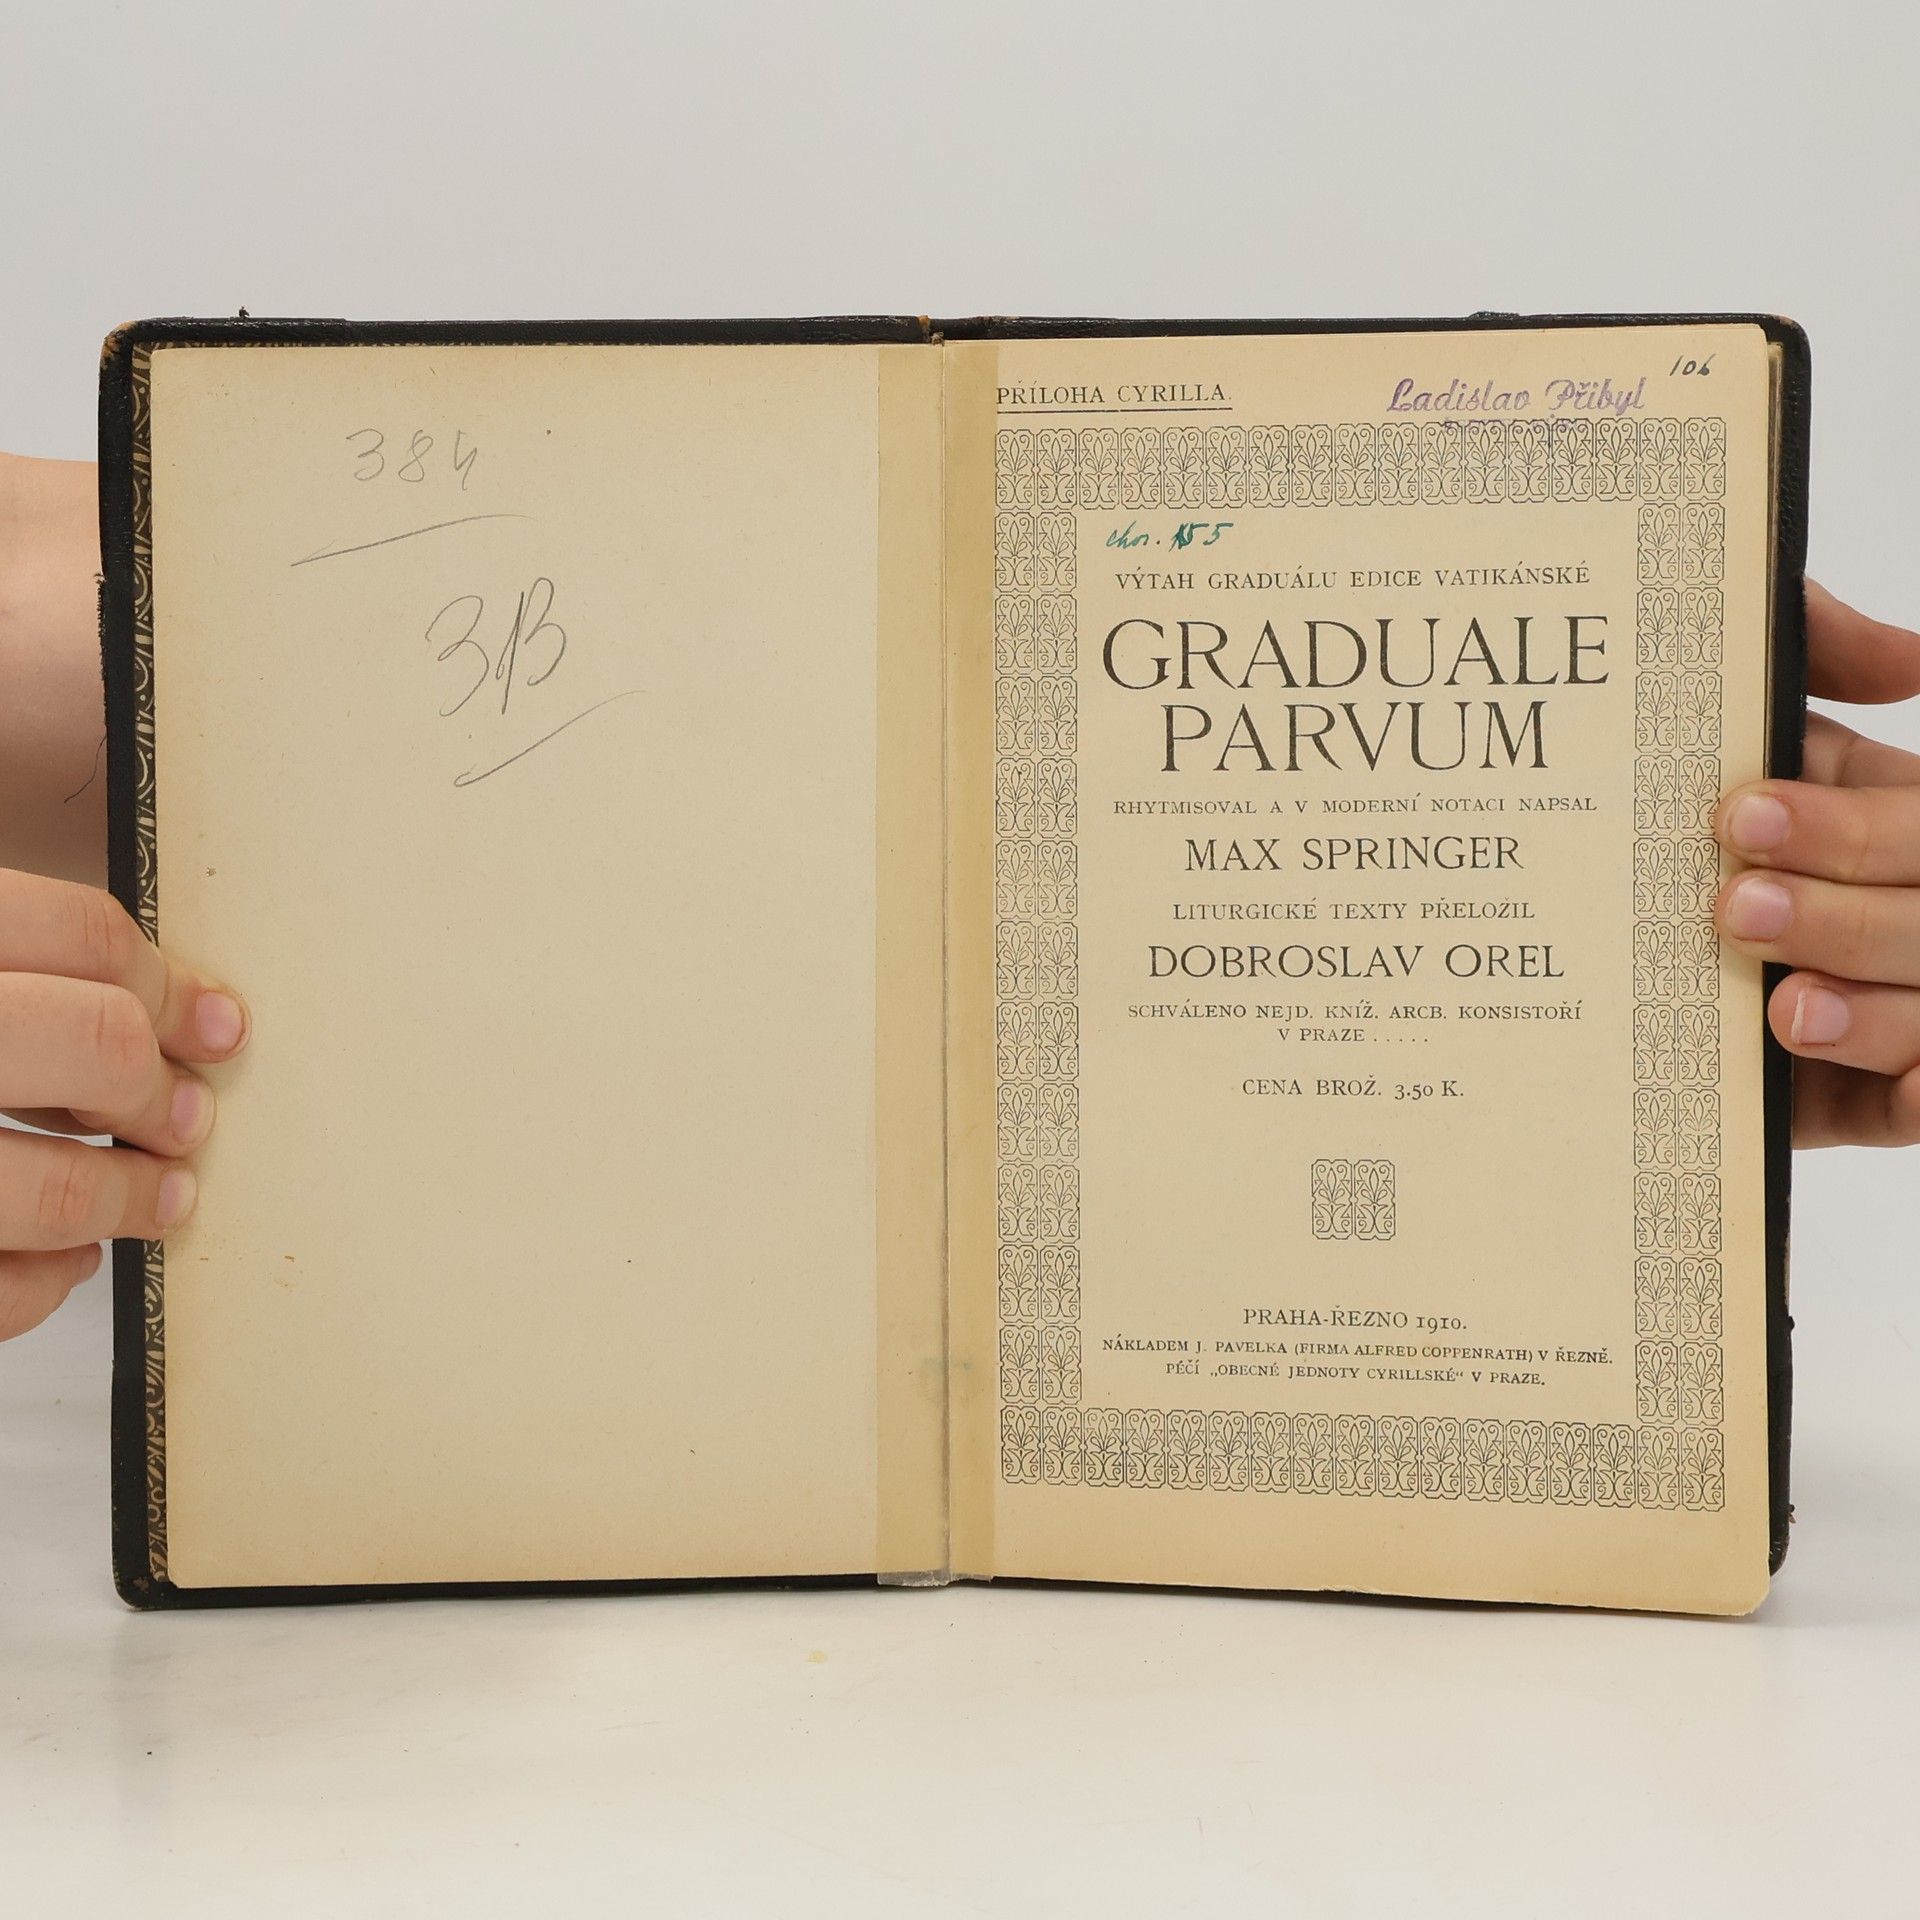 384
3B
PŘÍLOHA CYRILLA.
Ladislav Přibyl
106
chor. 5
VÝTAH GRADUÁLU EDICE VATIKÁNSKÉ
GRADUALE
PARVUM
RHYTMISOVAL A V MODERNÍ NOTACI NAPSAL
MAX SPRINGER
LITURGICKÉ TEXTY PŘELOŽIL
DOBROSLAV OREL
SCHVÁLENO NEJD. KNÍŽ. ARCB. KONSISTOŘÍ
V PRAZE . . . . .
CENA BROŽ. 3.50 K.
PRAHA-ŘEZNO 1910.
NÁKLADEM J. PAVELKA (FIRMA ALFRED COPPENRATH) V ŘEZNĚ.
PÉČÍ „OBECNÉ JEDNOTY CYRILLSKÉ“ V PRAZE.